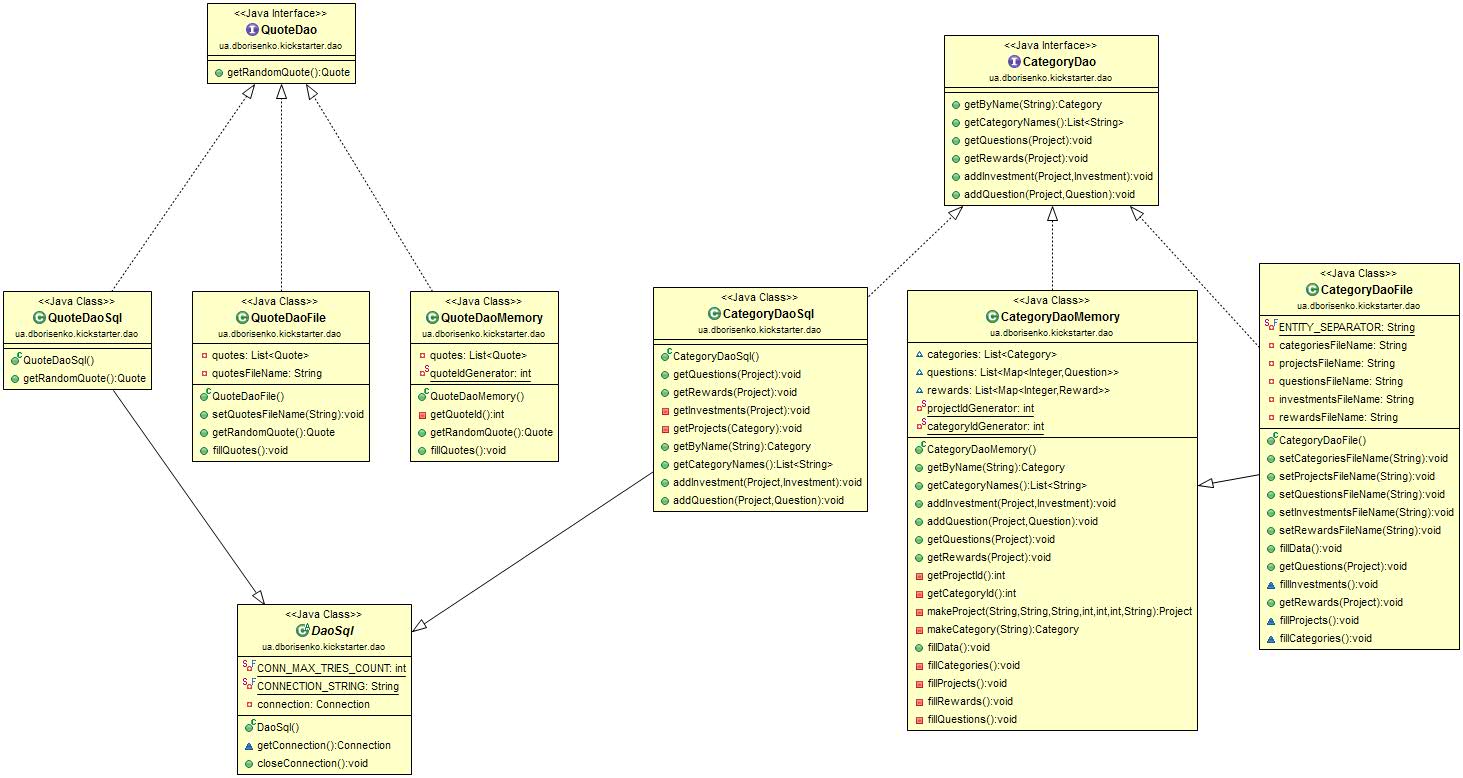 <<Java Interface>>
QuoteDao
ua.dborisenko.kickstarter.dao
getRandomQuote():Quote
<<Java Interface>>
CategoryDao
ua.dborisenko.kickstarter.dao
getByName(String):Category
getCategoryNames():List<String>
getQuestions(Project):void
getRewards(Project):void
addInvestment(Project,Investment):void
addQuestion(Project,Question):void
<<Java Class>>
QuoteDaoSql
ua.dborisenko.kickstarter.dao
QuoteDaoSql()
getRandomQuote():Quote
<<Java Class>>
QuoteDaoFile
ua.dborisenko.kickstarter.dao
quotes: List<Quote>
quotesFileName: String
QuoteDaoFile()
setQuotesFileName(String):void
getRandomQuote():Quote
fillQuotes():void
<<Java Class>>
QuoteDaoMemory
ua.dborisenko.kickstarter.dao
quotes: List<Quote>
quoteIdGenerator: int
QuoteDaoMemory()
getQuoteId():int
getRandomQuote():Quote
fillQuotes():void
<<Java Class>>
CategoryDaoSql
ua.dborisenko.kickstarter.dao
CategoryDaoSql()
getQuestions(Project):void
getRewards(Project):void
getInvestments(Project):void
getProjects(Category):void
getByName(String):Category
getCategoryNames():List<String>
addInvestment(Project,Investment):void
addQuestion(Project,Question):void
<<Java Class>>
CategoryDaoMemory
ua.dborisenko.kickstarter.dao
categories: List<Category>
questions: List<Map<Integer,Question>>
rewards: List<Map<Integer,Reward>>
projectIdGenerator: int
categoryIdGenerator: int
CategoryDaoMemory()
getByName(String):Category
getCategoryNames():List<String>
addInvestment(Project,Investment):void
addQuestion(Project,Question):void
getQuestions(Project):void
getRewards(Project):void
getProjectId():int
getCategoryId():int
makeProject(String,String,String,int,int,int,String):Project
makeCategory(String):Category
fillData():void
fillCategories():void
fillProjects():void
fillRewards():void
fillQuestions():void
<<Java Class>>
CategoryDaoFile
ua.dborisenko.kickstarter.dao
ENTITY_SEPARATOR: String
categoriesFileName: String
projectsFileName: String
questionsFileName: String
investmentsFileName: String
rewardsFileName: String
CategoryDaoFile()
setCategoriesFileName(String):void
setProjectsFileName(String):void
setQuestionsFileName(String):void
setInvestmentsFileName(String):void
setRewardsFileName(String):void
fillData():void
getQuestions(Project):void
fillInvestments():void
getRewards(Project):void
fillProjects():void
fillCategories():void
<<Java Class>>
DaoSql
ua.dborisenko.kickstarter.dao
CONN_MAX_TRIES_COUNT: int
CONNECTION_STRING: String
connection: Connection
DaoSql()
getConnection():Connection
closeConnection():void